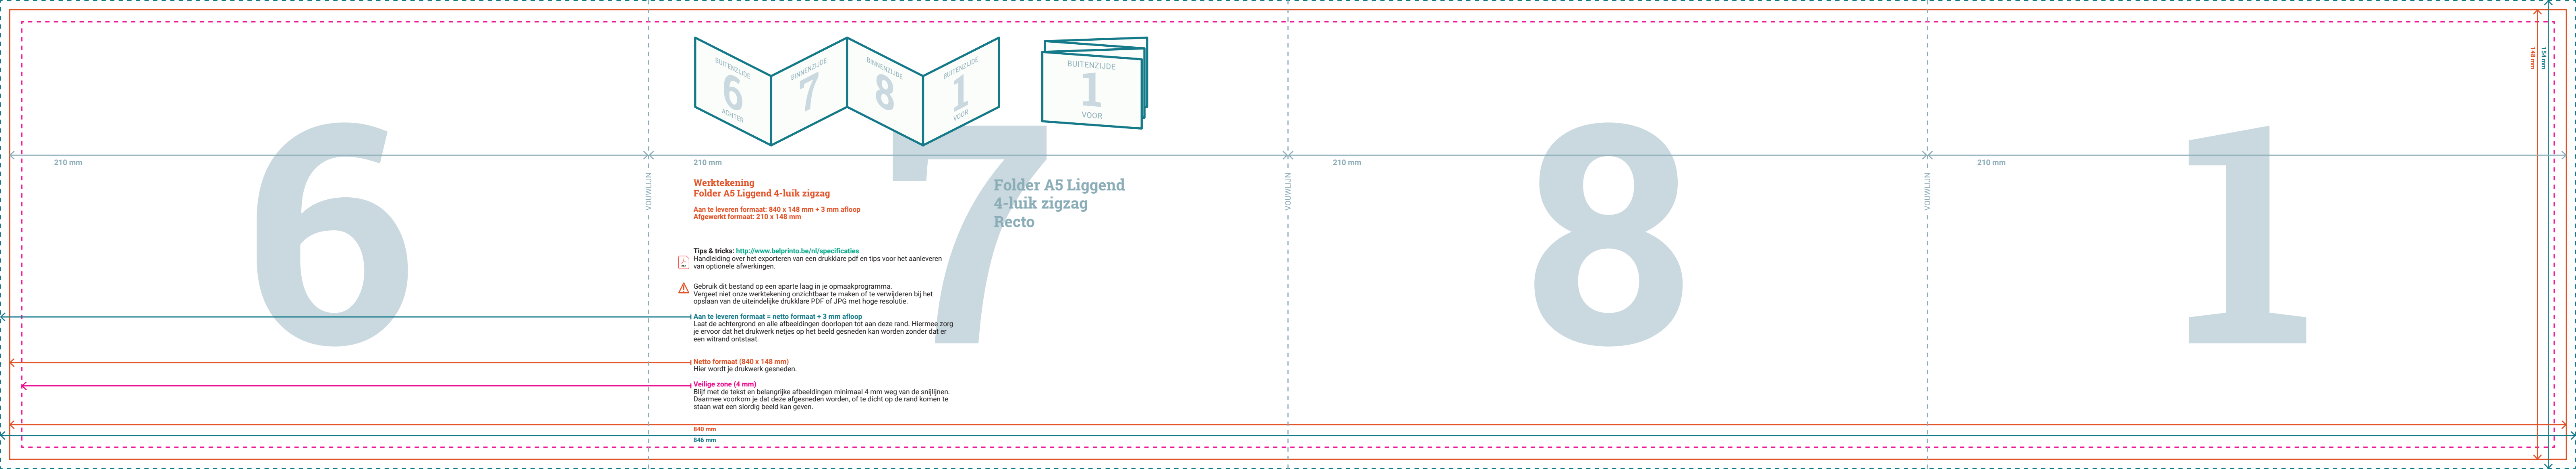 BUITENZIJDE
6
ACHTER
BINNENZIJDE
7
BINNENZIJDE
8
BUITENZIJDE
1
VOOR
BUITENZIJDE
1
VOOR
148 mm
154 mm
6
7
8
1
210 mm
210 mm
210 mm
210 mm
VOUWLIJN
VOUWLIJN
VOUWLIJN
Werktekening
Folder A5 Liggend 4-luik zigzag
Aan te leveren formaat: 840 x 148 mm + 3 mm afloop
Afgewerkt formaat: 210 x 148 mm
Folder A5 Liggend
4-luik zigzag
Recto
Tips & tricks: http://www.belprinto.be/nl/specificaties
Handleiding over het exporteren van een drukklare pdf en tips voor het aanleveren
van optionele afwerkingen.
Gebruik dit bestand op een aparte laag in je opmaakprogramma.
Vergeet niet onze werktekening onzichtbaar te maken of te verwijderen bij het
opslaan van de uiteindelijke drukklare PDF of JPG met hoge resolutie.
Aan te leveren formaat = netto formaat + 3 mm afloop
Laat de achtergrond en alle afbeeldingen doorlopen tot aan deze rand. Hiermee zorg
je ervoor dat het drukwerk netjes op het beeld gesneden kan worden zonder dat er
een witrand ontstaat.
Netto formaat (840 x 148 mm)
Hier wordt je drukwerk gesneden.
Veilige zone (4 mm)
Blijf met de tekst en belangrijke afbeeldingen minimaal 4 mm weg van de snijlijnen.
Daarmee voorkom je dat deze afgesneden worden, of te dicht op de rand komen te
staan wat een slordig beeld kan geven.
840 mm
846 mm